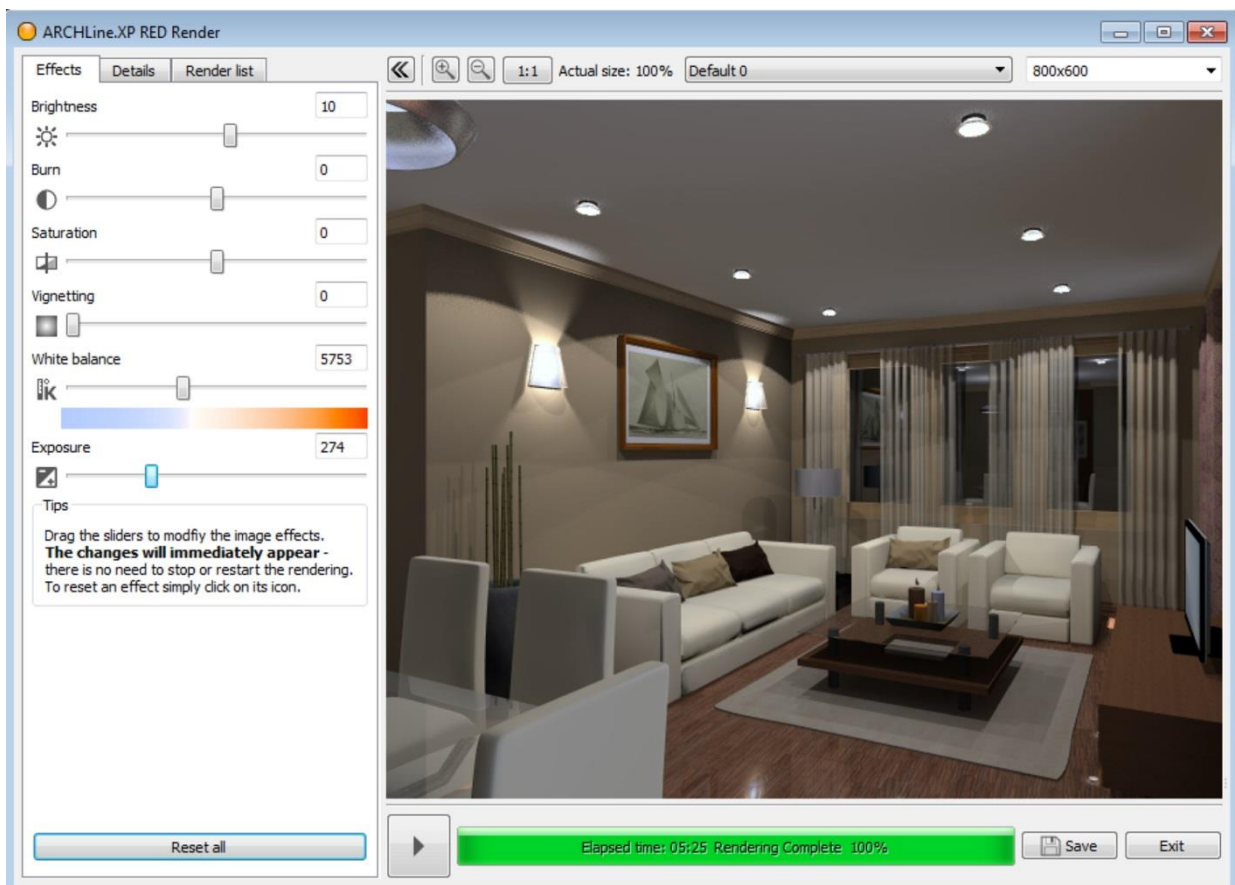 ARCHLine.XP RED Render
Effects Details Render list
1:1 Actual size: 100% Default 0 800x600
Brightness 10
Burn 0
Saturation 0
Vignetting 0
White balance 5753
K
Exposure 274
Tips
Drag the sliders to modfiy the image effects.
The changes will immediately appear -
there is no need to stop or restart the rendering.
To reset an effect simply click on its icon.
Reset all
Elapsed time: 05:25 Rendering Complete 100%
Save Exit